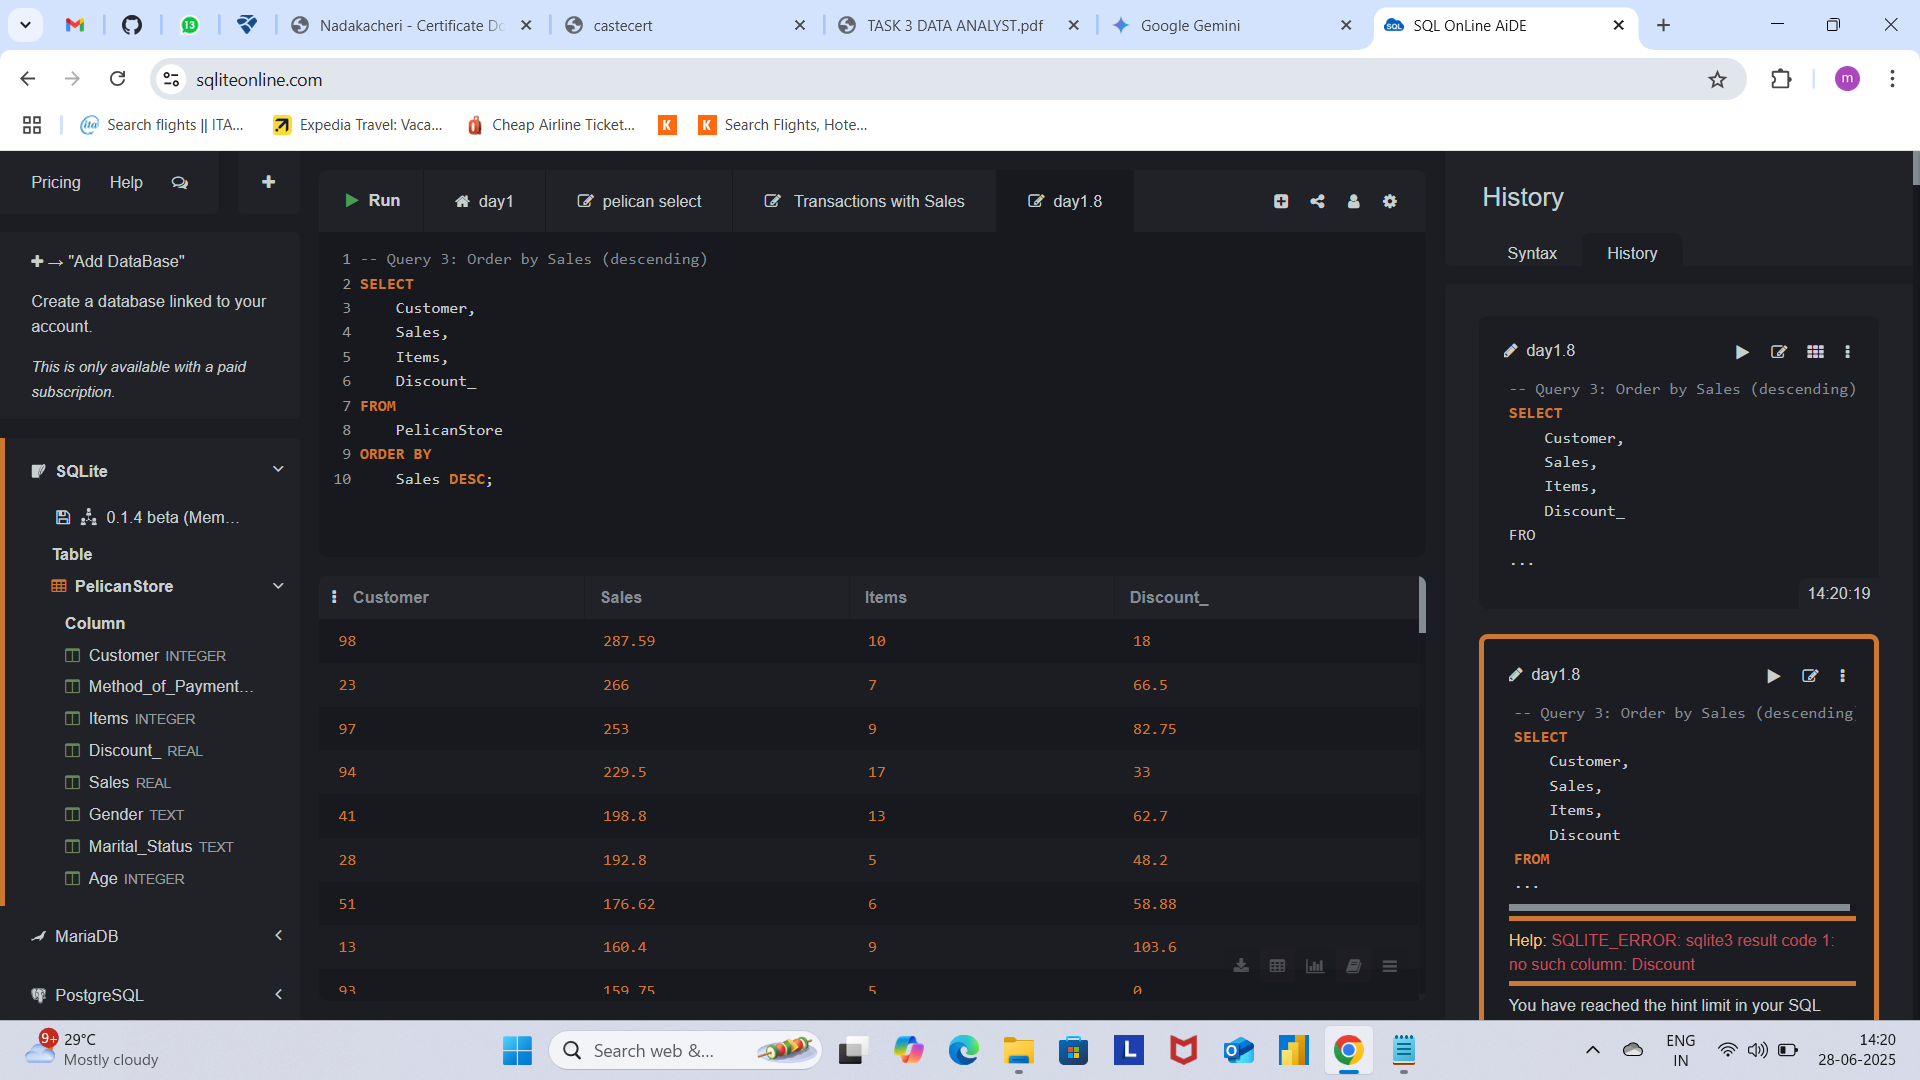 13
Nadakacheri - Certificate Do
castecert
TASK 3 DATA ANALYST.pdf
Google Gemini
SQL
SQL OnLine AiDE
sqliteonline.com
m
ita
Search flights || ITA...
Expedia Travel: Vaca...
Cheap Airline Ticket...
K
K
Search Flights, Hote...
Pricing
Help
Run
day1
pelican select
Transactions with Sales
day1.8
→ "Add DataBase"
Create a database linked to your
account.
This is only available with a paid
subscription.
SQLite
0.1.4 beta (Mem...
Table
PelicanStore
Column
Customer INTEGER
Method_of_Payment...
Items INTEGER
Discount_ REAL
Sales REAL
Gender TEXT
Marital_Status TEXT
Age INTEGER
MariaDB
PostgreSQL
1 -- Query 3: Order by Sales (descending)
2 SELECT
3 Customer,
4 Sales,
5 Items,
6 Discount_
7 FROM
8 PelicanStore
9 ORDER BY
10 Sales DESC;
Customer Sales Items Discount_
98 287.59 10 18
23 266 7 66.5
97 253 9 82.75
94 229.5 17 33
41 198.8 13 62.7
28 192.8 5 48.2
51 176.62 6 58.88
13 160.4 9 103.6
93 159.75 5 0
History
Syntax
History
day1.8
-- Query 3: Order by Sales (descending)
SELECT
Customer,
Sales,
Items,
Discount_
FRO
...
14:20:19
day1.8
-- Query 3: Order by Sales (descending
SELECT
Customer,
Sales,
Items,
Discount
FROM
...
Help: SQLITE_ERROR: sqlite3 result code 1:
no such column: Discount
You have reached the hint limit in your SQL
9+
29°C
Mostly cloudy
Search web &...
L
ENG
IN
14:20
28-06-2025